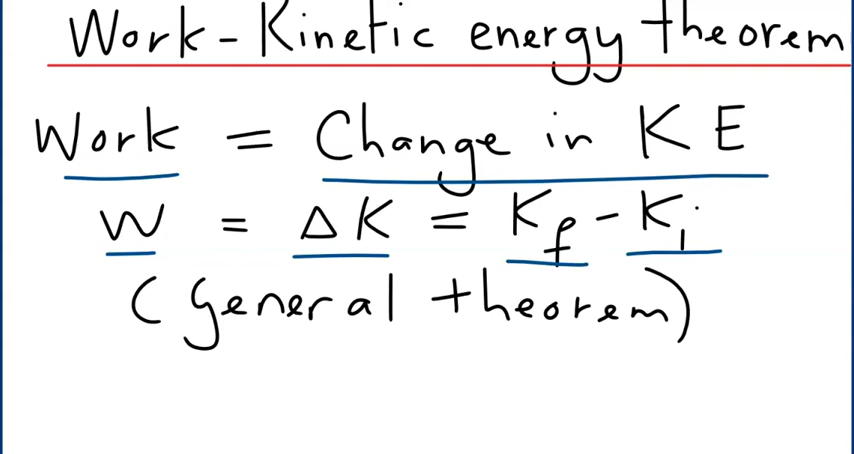 Work - Kinetic energy theorem
Work = Change in KE
W = ΔK = Kf - Ki
(General theorem)